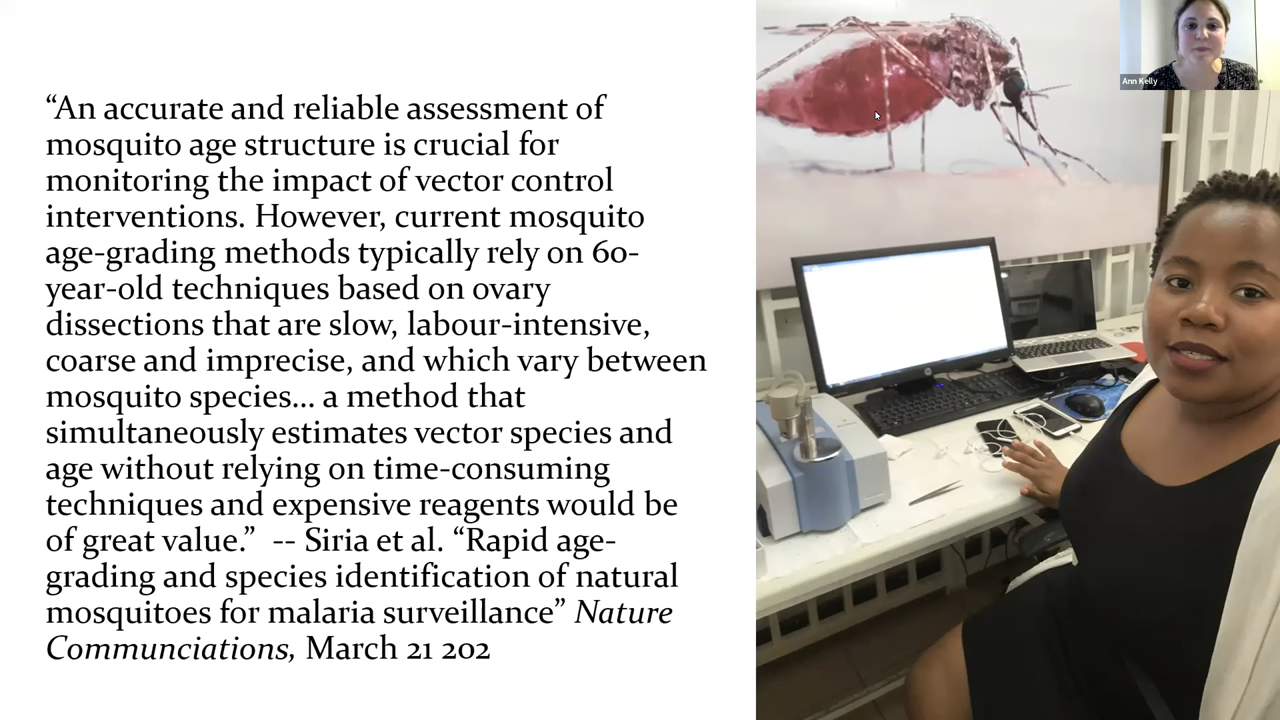 “An accurate and reliable assessment of
mosquito age structure is crucial for
monitoring the impact of vector control
interventions. However, current mosquito
age-grading methods typically rely on 60-
year-old techniques based on ovary
dissections that are slow, labour-intensive,
coarse and imprecise, and which vary between
mosquito species... a method that
simultaneously estimates vector species and
age without relying on time-consuming
techniques and expensive reagents would be
of great value.”  -- Siria et al. “Rapid age-
grading and species identification of natural
mosquitoes for malaria surveillance” Nature
Communciations, March 21 202
Ann Kelly